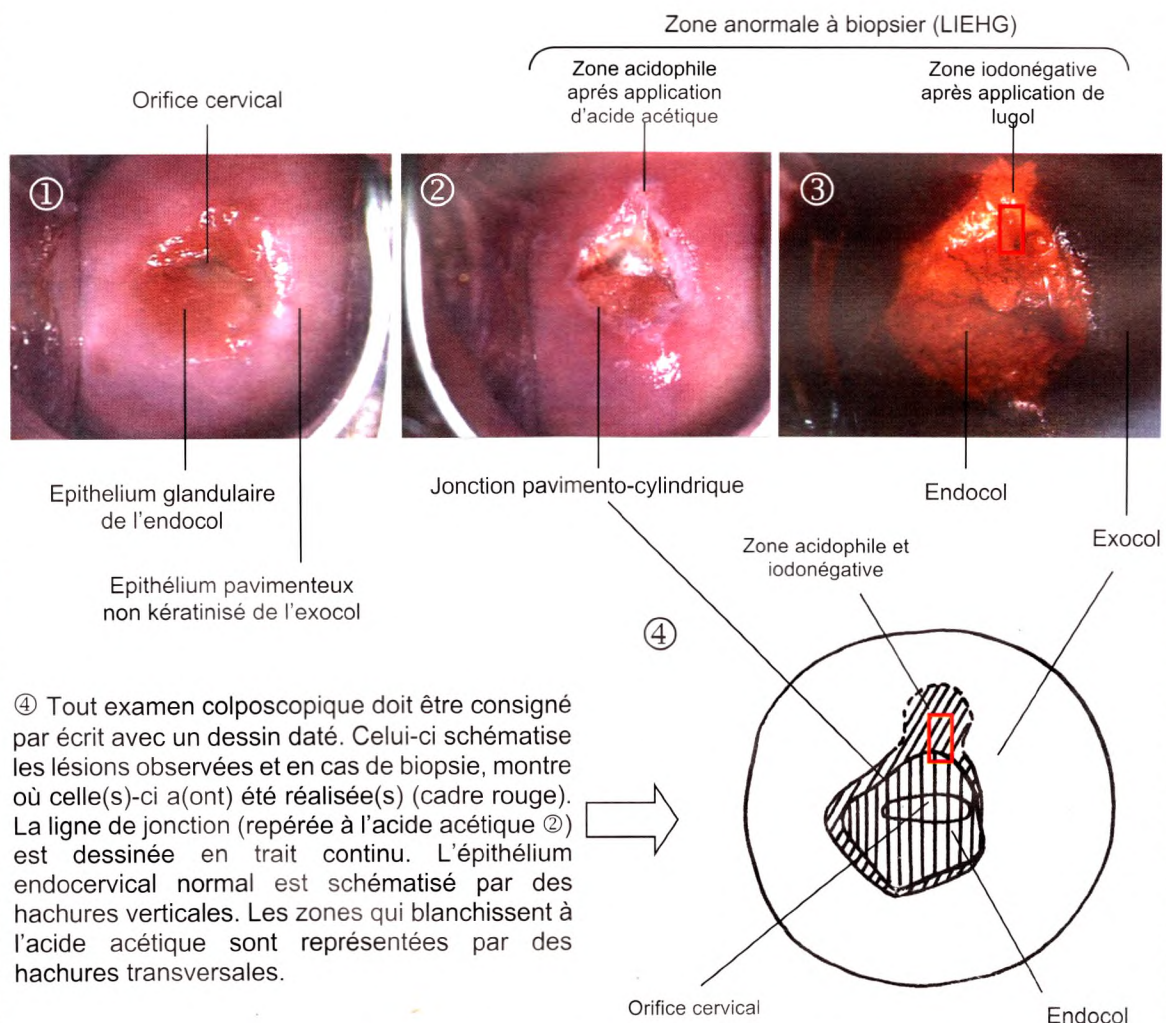 Zone anormale à biopsier (LIEHG)
Orifice cervical
Zone acidophile
aprés application
d'acide acétique
Zone iodonégative
après application de
lugol
①
②
③
Epithelium glandulaire
de l'endocol
Epithélium pavimenteux
non kératinisé de l'exocol
Jonction pavimento-cylindrique
Endocol
Exocol
Zone acidophile et
iodonégative
④
④ Tout examen colposcopique doit être consigné
par écrit avec un dessin daté. Celui-ci schématise
les lésions observées et en cas de biopsie, montre
où celle(s)-ci a(ont) été réalisée(s) (cadre rouge).
La ligne de jonction (repérée à l'acide acétique ②)
est dessinée en trait continu. L'épithélium
endocervical normal est schématisé par des
hachures verticales. Les zones qui blanchissent à
l'acide acétique sont représentées par des
hachures transversales.
Orifice cervical
Endocol